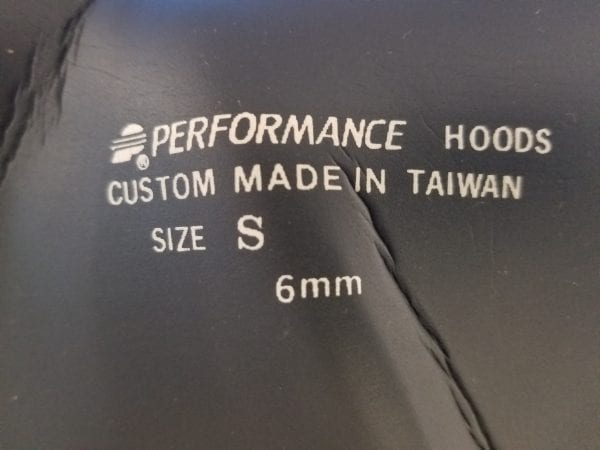 ® PERFORMANCE HOODS
CUSTOM MADE IN TAIWAN
SIZE S
6mm